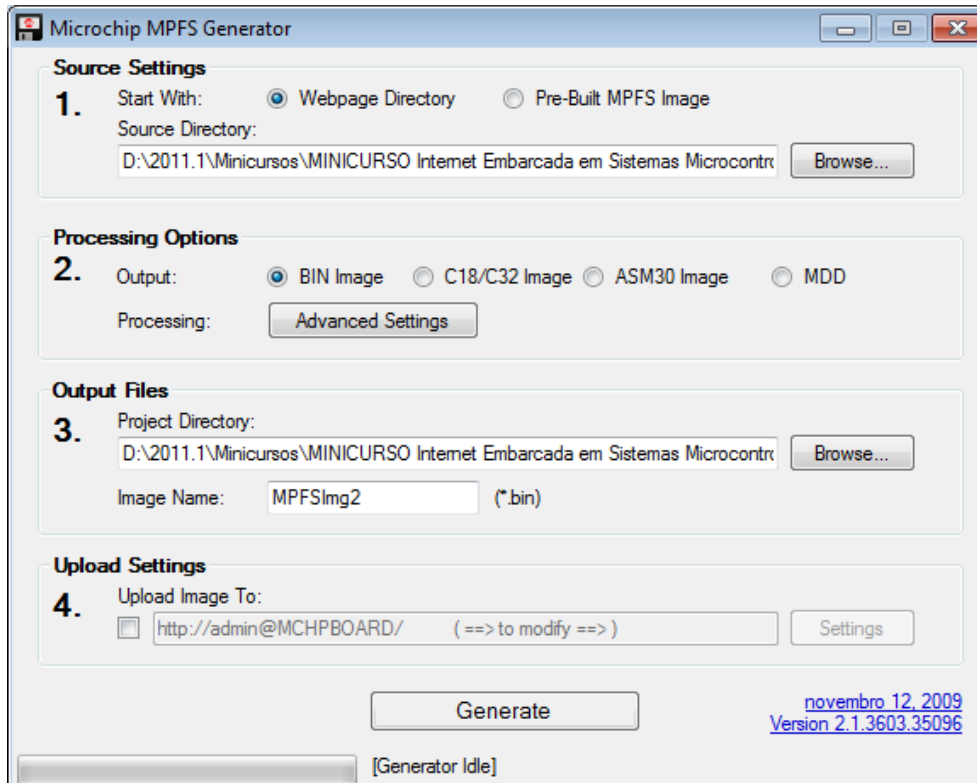 Microchip MPFS Generator
Source Settings
1.
Start With: Webpage Directory Pre-Built MPFS Image
Source Directory:
D:\2011.1\Minicursos\MINICURSO Internet Embarcada em Sistemas Microcontro Browse...
Processing Options
2.
Output: BIN Image C18/C32 Image ASM30 Image MDD
Processing: Advanced Settings
Output Files
3.
Project Directory:
D:\2011.1\Minicursos\MINICURSO Internet Embarcada em Sistemas Microcontro Browse...
Image Name: MPFSImg2 (*.bin)
Upload Settings
4.
Upload Image To:
http://admin@MCHPBOARD/ ( ==> to modify ==> ) Settings
Generate
novembro 12, 2009
Version 2.1.3603.35096
[Generator Idle]